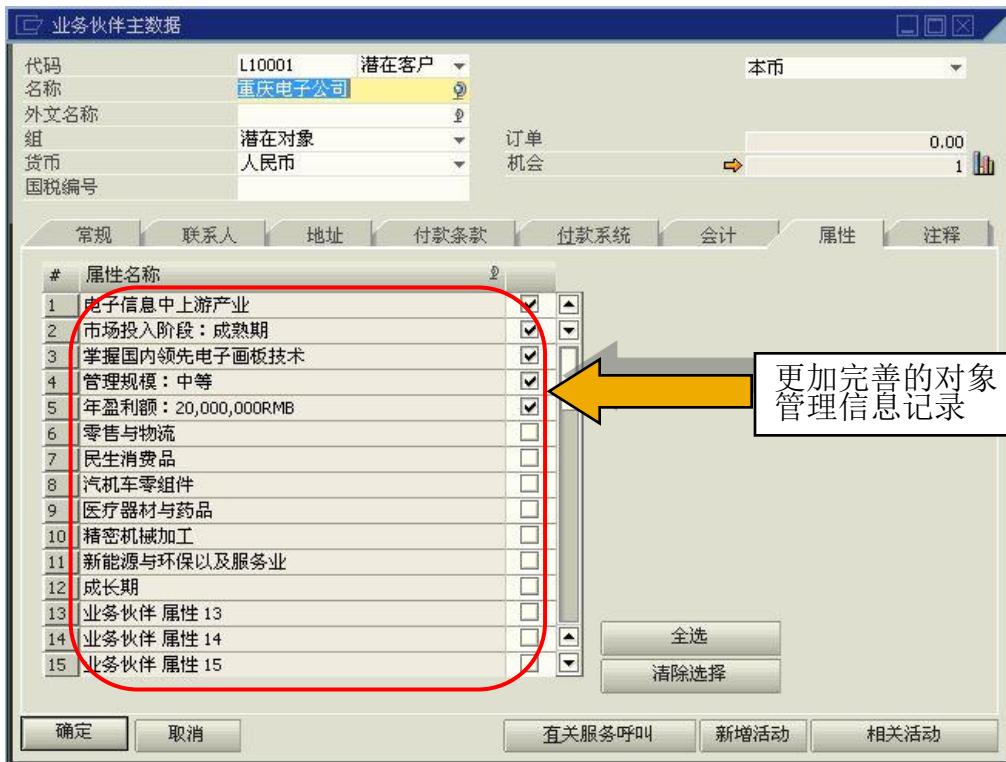 业务伙伴主数据
代码 L10001 潜在客户 本币
名称 重庆电子公司
外文名称
组 潜在对象 订单 0.00
货币 人民币 机会 1
国税编号
常规 联系人 地址 付款条款 付款系统 会计 属性 注释
# 属性名称
1 电子信息中上游产业
2 市场投入阶段：成熟期
3 掌握国内领先电子画板技术
4 管理规模：中等
5 年盈利额：20,000,000RMB
6 零售与物流
7 民生消费品
8 汽机车零组件
9 医疗器材与药品
10 精密机械加工
11 新能源与环保以及服务业
12 成长期
13 业务伙伴 属性 13
14 业务伙伴 属性 14
15 业务伙伴 属性 15
更加完善的对象
管理信息记录
全选
清除选择
确定 取消 有关服务呼叫 新增活动 相关活动